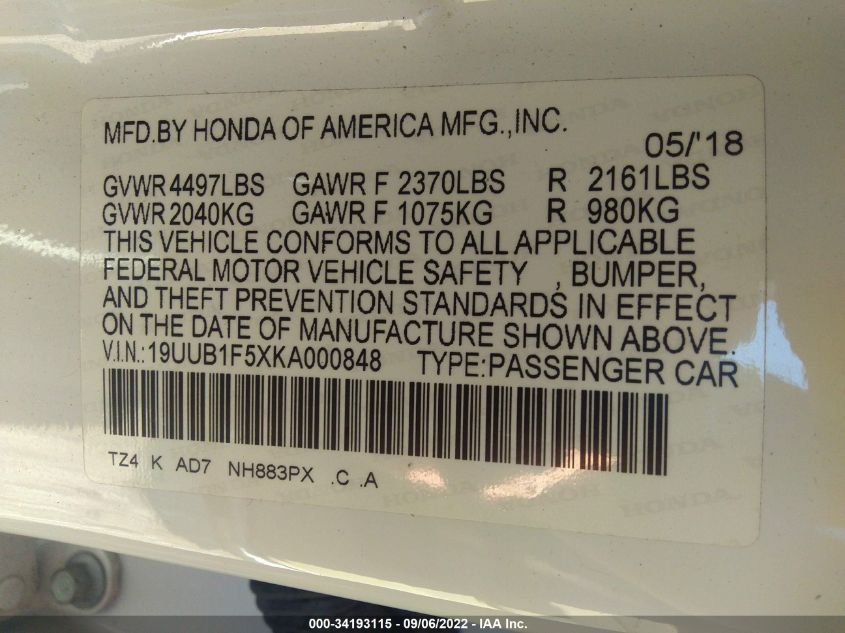 MFD.BY HONDA OF AMERICA MFG.,INC.
05/'18
GVWR 4497LBS GAWR F 2370LBS R 2161LBS
GVWR 2040KG GAWR F 1075KG R 980KG
THIS VEHICLE CONFORMS TO ALL APPLICABLE
FEDERAL MOTOR VEHICLE SAFETY , BUMPER,
AND THEFT PREVENTION STANDARDS IN EFFECT
ON THE DATE OF MANUFACTURE SHOWN ABOVE.
V.I.N.:19UUB1F5XKA000848 TYPE:PASSENGER CAR
TZ4 K AD7 NH883PX .C .A
000-34193115 - 09/06/2022 - IAA Inc.